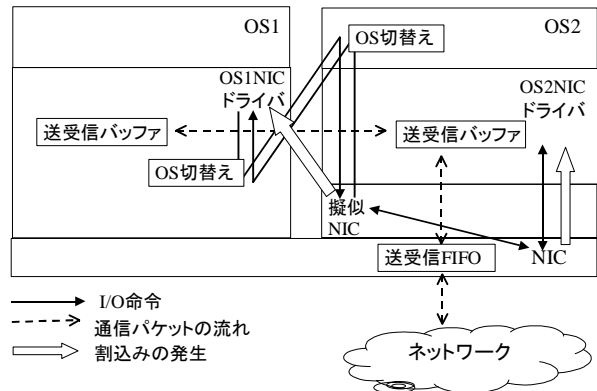 OS1
OS2
OS切替え
OS1NIC
ドライバ
OS2NIC
ドライバ
送受信バッファ
送受信バッファ
OS切替え
擬似
NIC
送受信FIFO
NIC
I/O命令
通信パケットの流れ
割込みの発生
ネットワーク